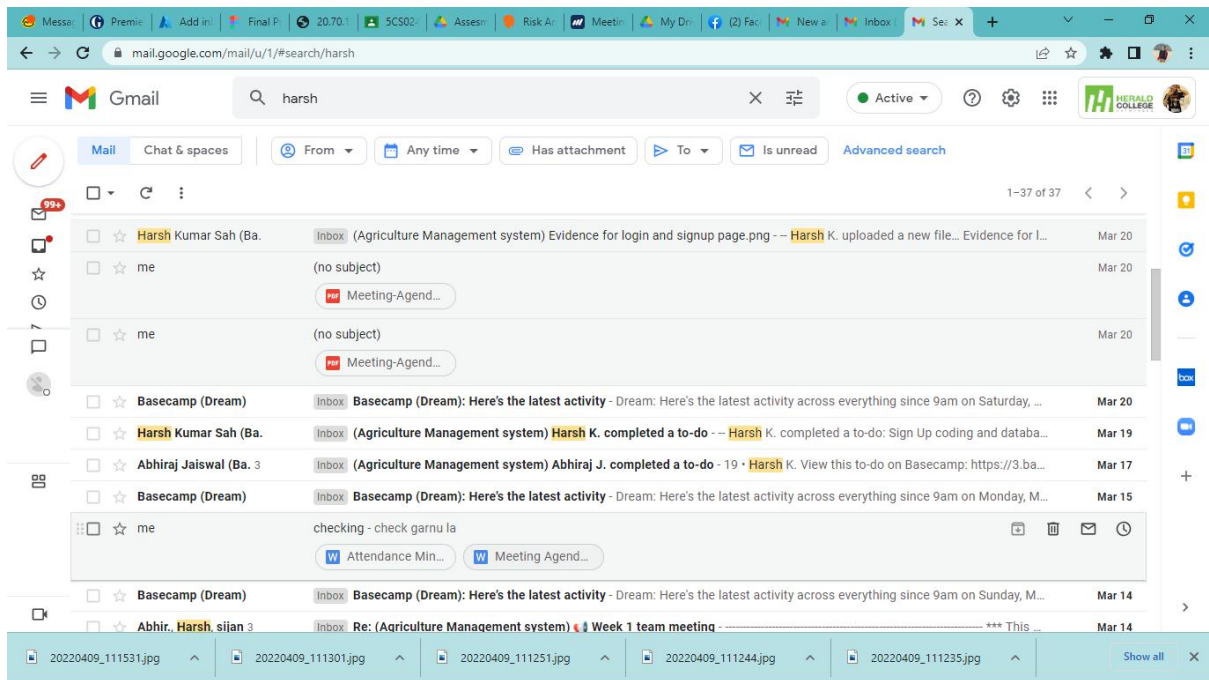 Messa Premie Add ini Final P 20.70.1 5CS02 Assesm Risk Ar Meetin My Dri (2) Fac New a Inbox Sea
mail.google.com/mail/u/1/#search/harsh
Gmail harsh Active HERALD COLLEGE
Mail Chat & spaces From Any time Has attachment To Is unread Advanced search 31
1–37 of 37
99+
Harsh Kumar Sah (Ba. Inbox (Agriculture Management system) Evidence for login and signup page.png - -- Harsh K. uploaded a new file... Evidence for l... Mar 20
me (no subject) Mar 20
PDF Meeting-Agend...
me (no subject) Mar 20
PDF Meeting-Agend...
box
Basecamp (Dream) Inbox Basecamp (Dream): Here's the latest activity - Dream: Here's the latest activity across everything since 9am on Saturday, ... Mar 20
Harsh Kumar Sah (Ba. Inbox (Agriculture Management system) Harsh K. completed a to-do - -- Harsh K. completed a to-do: Sign Up coding and databa... Mar 19
Abhiraj Jaiswal (Ba. 3 Inbox (Agriculture Management system) Abhiraj J. completed a to-do - 19 • Harsh K. View this to-do on Basecamp: https://3.ba... Mar 17
Basecamp (Dream) Inbox Basecamp (Dream): Here's the latest activity - Dream: Here's the latest activity across everything since 9am on Monday, M... Mar 15
me checking - check garnu la
W Attendance Min... W Meeting Agend...
Basecamp (Dream) Inbox Basecamp (Dream): Here's the latest activity - Dream: Here's the latest activity across everything since 9am on Sunday, M... Mar 14
Abhir., Harsh, sijan 3 Inbox Re: (Agriculture Management system) 📢 Week 1 team meeting - *** This ... Mar 14
20220409_111531.jpg 20220409_111301.jpg 20220409_111251.jpg 20220409_111244.jpg 20220409_111235.jpg Show all